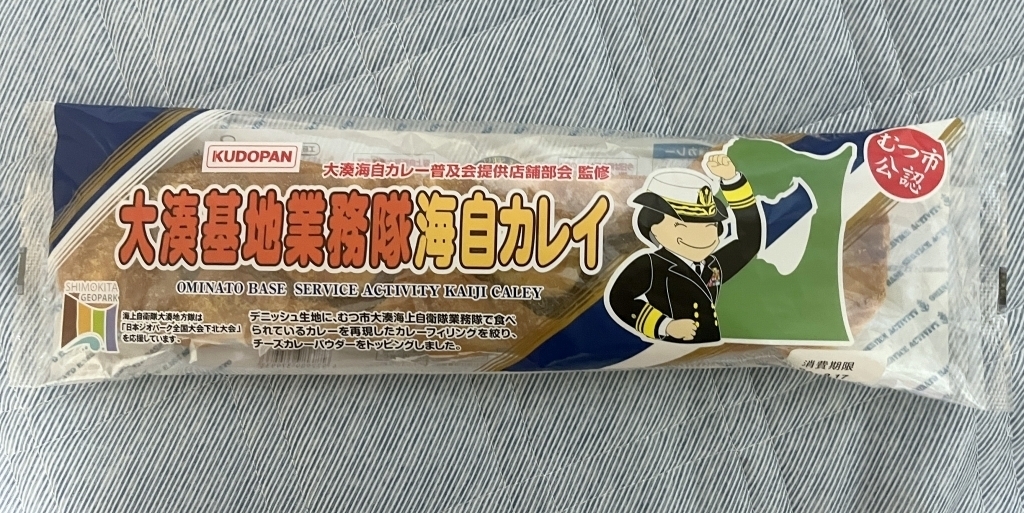 KUDOPAN
大湊海自カレー普及会提供店舗部会 監修
むつ市
公認
大湊基地業務隊海自カレイ
OMINATO BASE SERVICE ACTIVITY KAIJI CALEY
SHIMOKITA
GEOPARK
海上自衛隊大湊地方隊は
「日本ジオパーク全国大会下北大会」
を応援しています。
デニッシュ生地に、むつ市大湊海上自衛隊業務隊で食べ
られているカレーを再現したカレーフィリングを絞り、
チーズカレーパウダーをトッピングしました。
消費期限